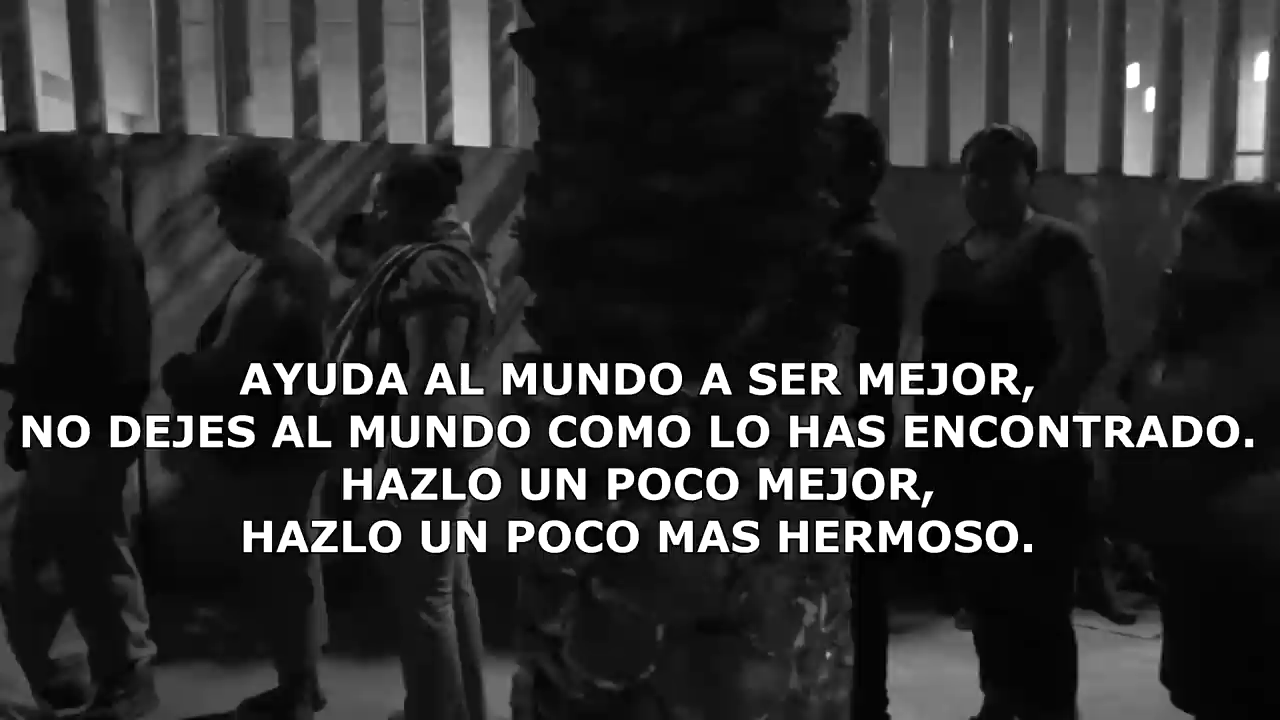 AYUDA AL MUNDO A SER MEJOR,
NO DEJES AL MUNDO COMO LO HAS ENCONTRADO.
HAZLO UN POCO MEJOR,
HAZLO UN POCO MAS HERMOSO.